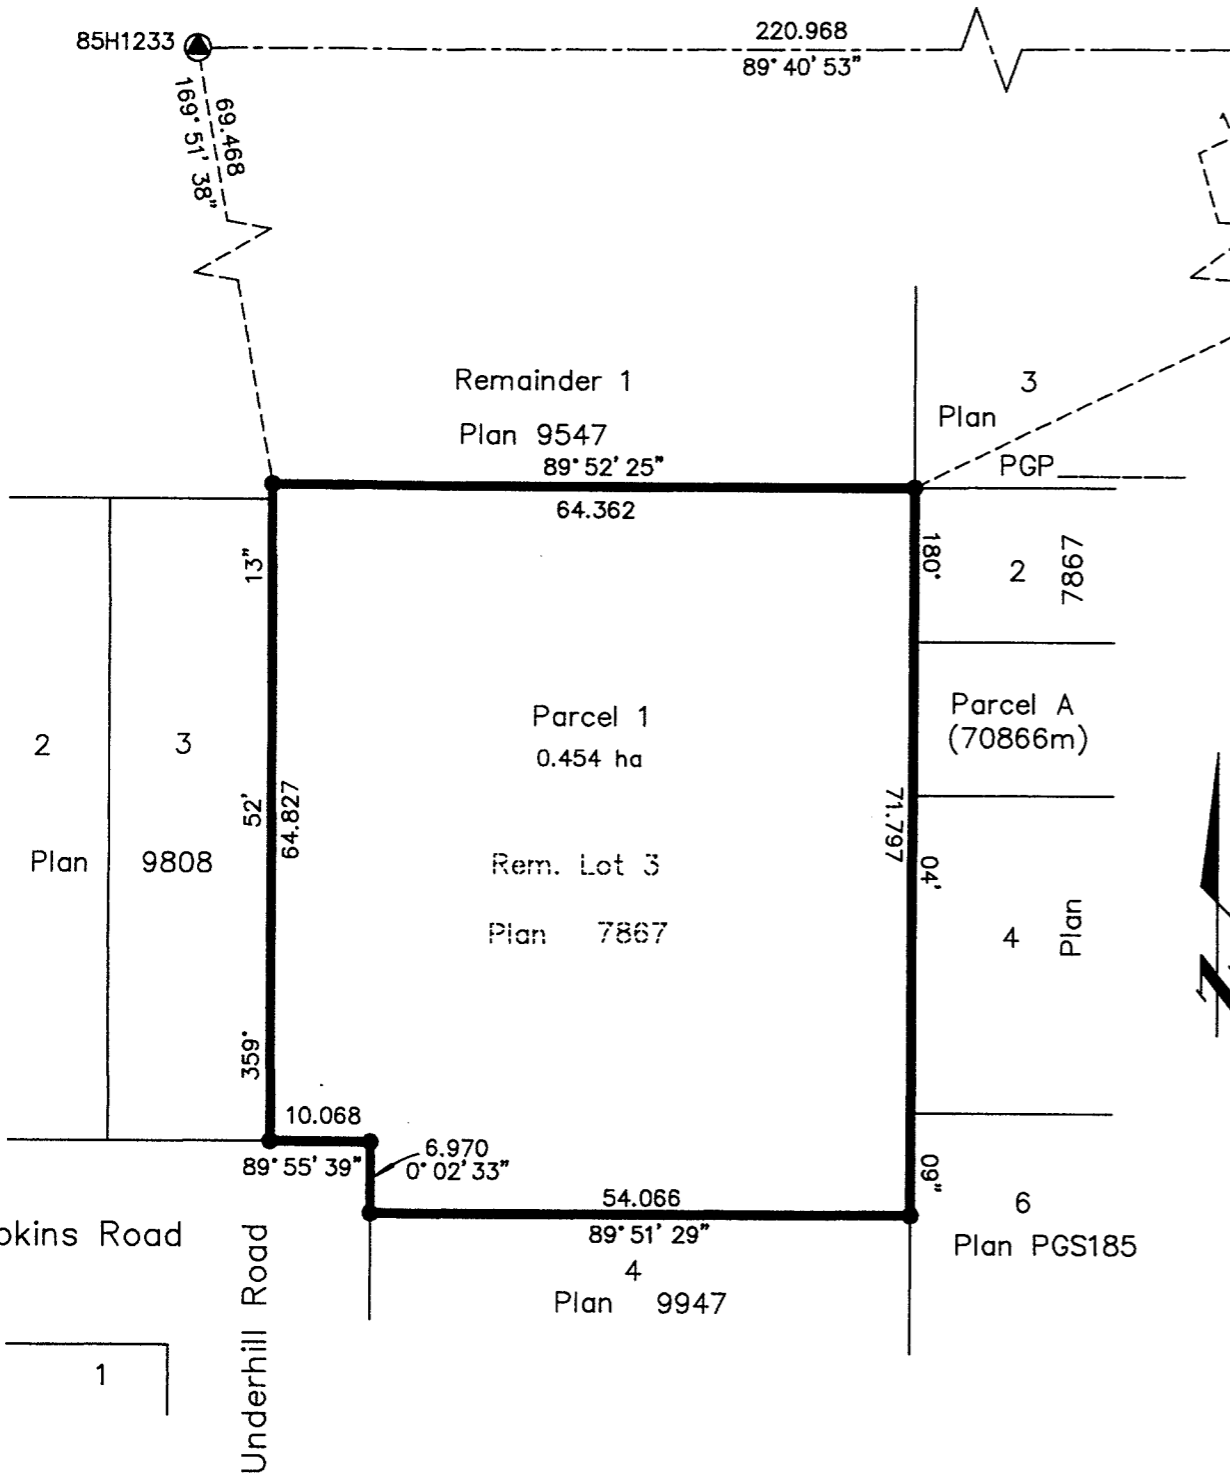 85H1233
220.968
89° 40' 53"
69.468
169° 51' 38"
Remainder 1
Plan 9547
89° 52' 25"
64.362
3
Plan
PGP
13"
180°
2
7867
Parcel 1
0.454 ha
Parcel A
(70866m)
2
3
52'
64.827
71.797
04'
Plan
9808
Rem. Lot 3
Plan 7867
4
Plan
359°
10.068
89° 55' 39"
6.970
0° 02' 33"
54.066
89° 51' 29"
09"
6
Plan PGS185
okins Road
Underhill Road
4
Plan 9947
1